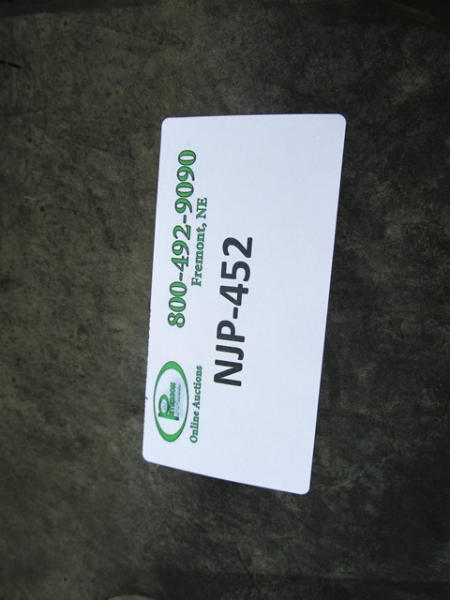 800-492-9090
Fremont, NE
Online Auctions
NJP-452